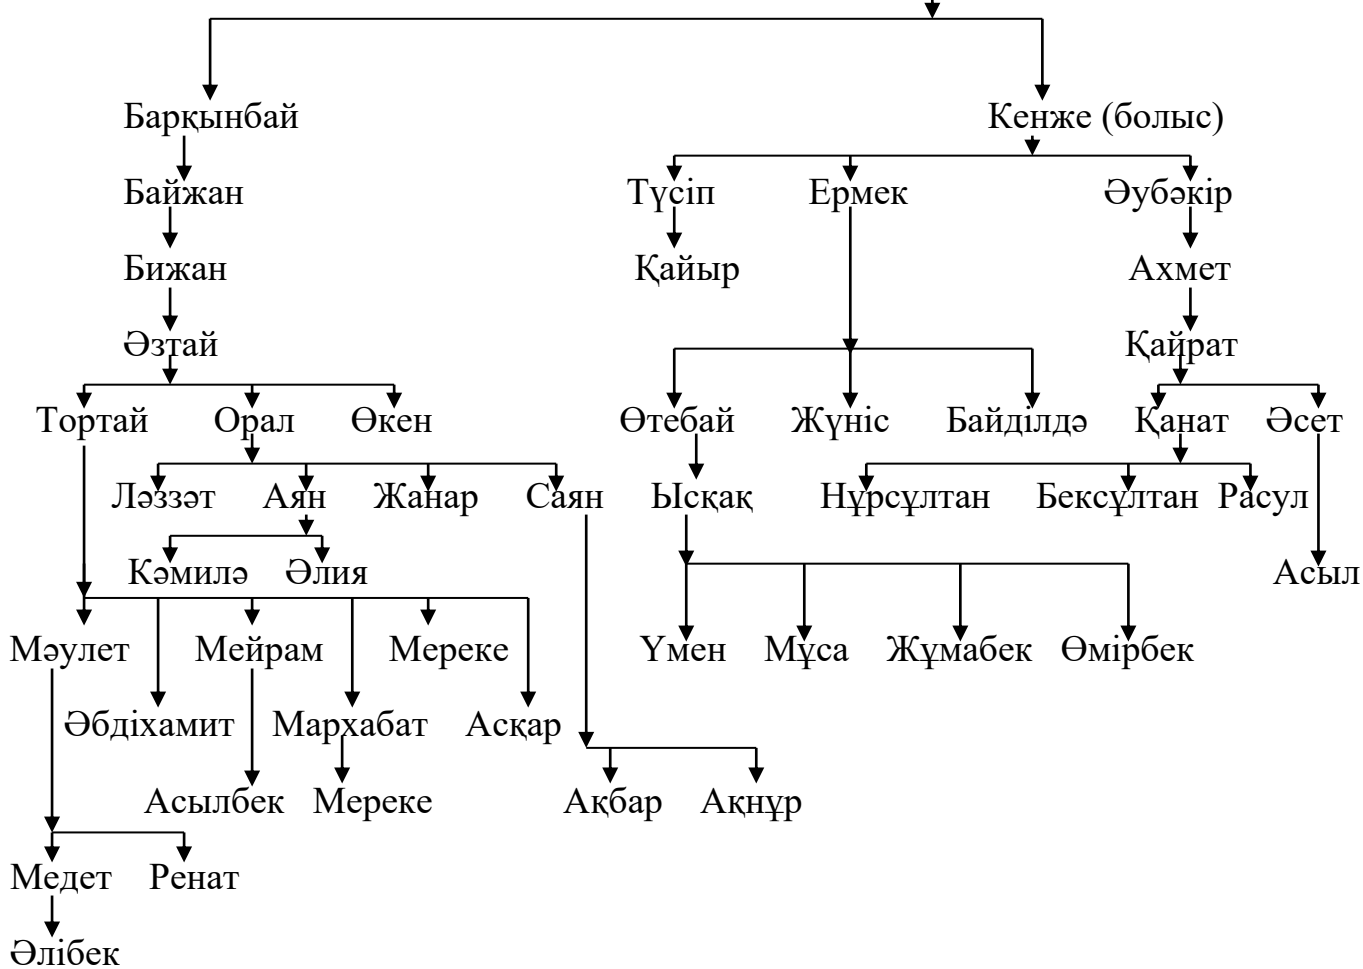 Барқынбай Кенже (болыс)
Байжан Түсіп Ермек Әубәкір
Бижан Қайыр Ахмет
Әзтай Қайрат
Тортай Орал Өкен Өтебай Жүніс Байділдә Қанат Әсет
Ләззәт Аян Жанар Саян Ысқақ Нұрсұлтан Бексұлтан Расул
Кәмилә Әлия Асыл
Мәулет Мейрам Мереке Үмен Мұса Жұмабек Өмірбек
Әбдіхамит Мархабат Асқар
Асылбек Мереке Ақбар Ақнұр
Медет Ренат
Әлібек